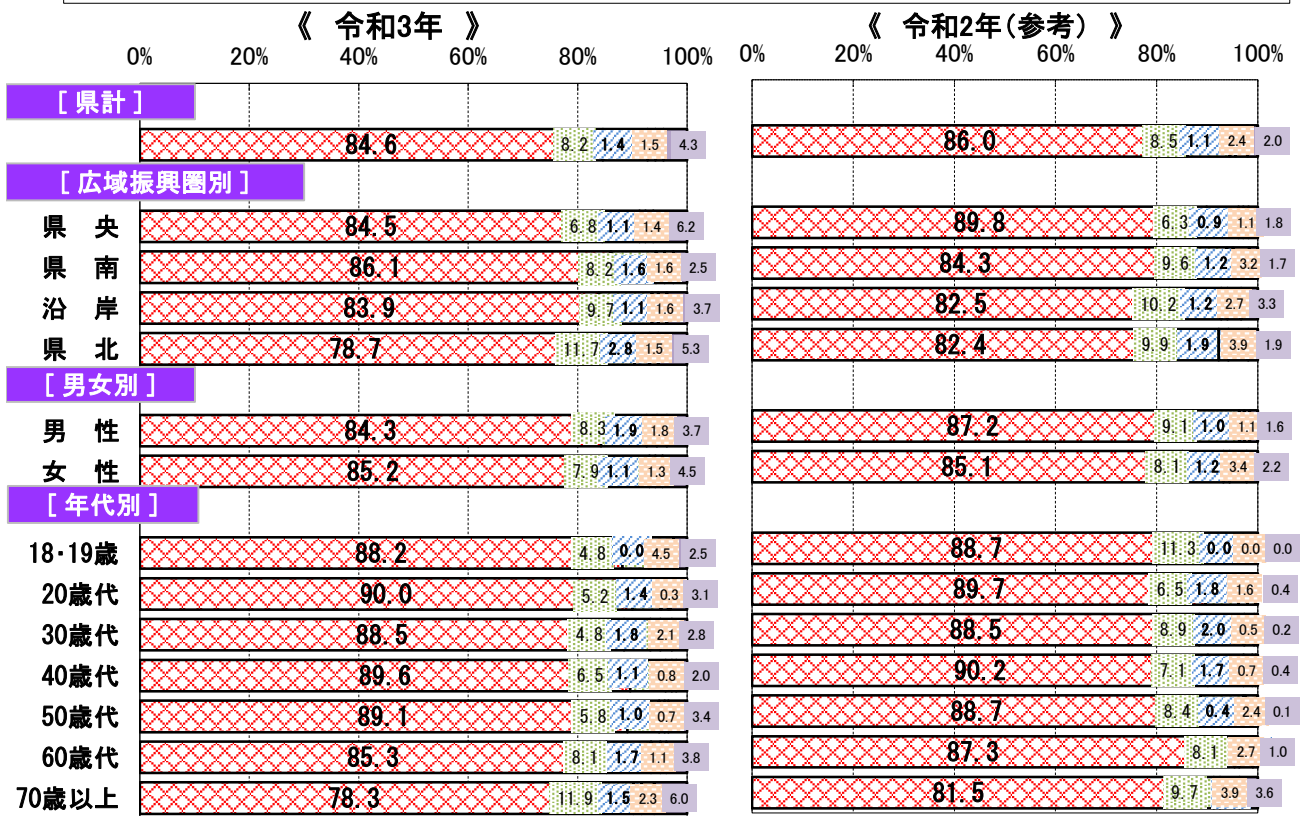 《 令和3年 》
《 令和2年(参考) 》
0% 20% 40% 60% 80% 100%
0% 20% 40% 60% 80% 100%
[ 県計 ]
84.6 8.2 1.4 1.5 4.3
86.0 8.5 1.1 2.4 2.0
[ 広域振興圏別 ]
県 央 84.5 6.8 1.1 1.4 6.2
89.8 6.3 0.9 1.1 1.8
県 南 86.1 8.2 1.6 1.6 2.5
84.3 9.6 1.2 3.2 1.7
沿 岸 83.9 9.7 1.1 1.6 3.7
82.5 10.2 1.2 2.7 3.3
県 北 78.7 11.7 2.8 1.5 5.3
82.4 9.9 1.9 3.9 1.9
[ 男女別 ]
男 性 84.3 8.3 1.9 1.8 3.7
87.2 9.1 1.0 1.1 1.6
女 性 85.2 7.9 1.1 1.3 4.5
85.1 8.1 1.2 3.4 2.2
[ 年代別 ]
18・19歳 88.2 4.8 0.0 4.5 2.5
88.7 11.3 0.0 0.0 0.0
20歳代 90.0 5.2 1.4 0.3 3.1
89.7 6.5 1.8 1.6 0.4
30歳代 88.5 4.8 1.8 2.1 2.8
88.5 8.9 2.0 0.5 0.2
40歳代 89.6 6.5 1.1 0.8 2.0
90.2 7.1 1.7 0.7 0.4
50歳代 89.1 5.8 1.0 0.7 3.4
88.7 8.4 0.4 2.4 0.1
60歳代 85.3 8.1 1.7 1.1 3.8
87.3 8.1 2.7 1.0
70歳以上 78.3 11.9 1.5 2.3 6.0
81.5 9.7 3.9 3.6